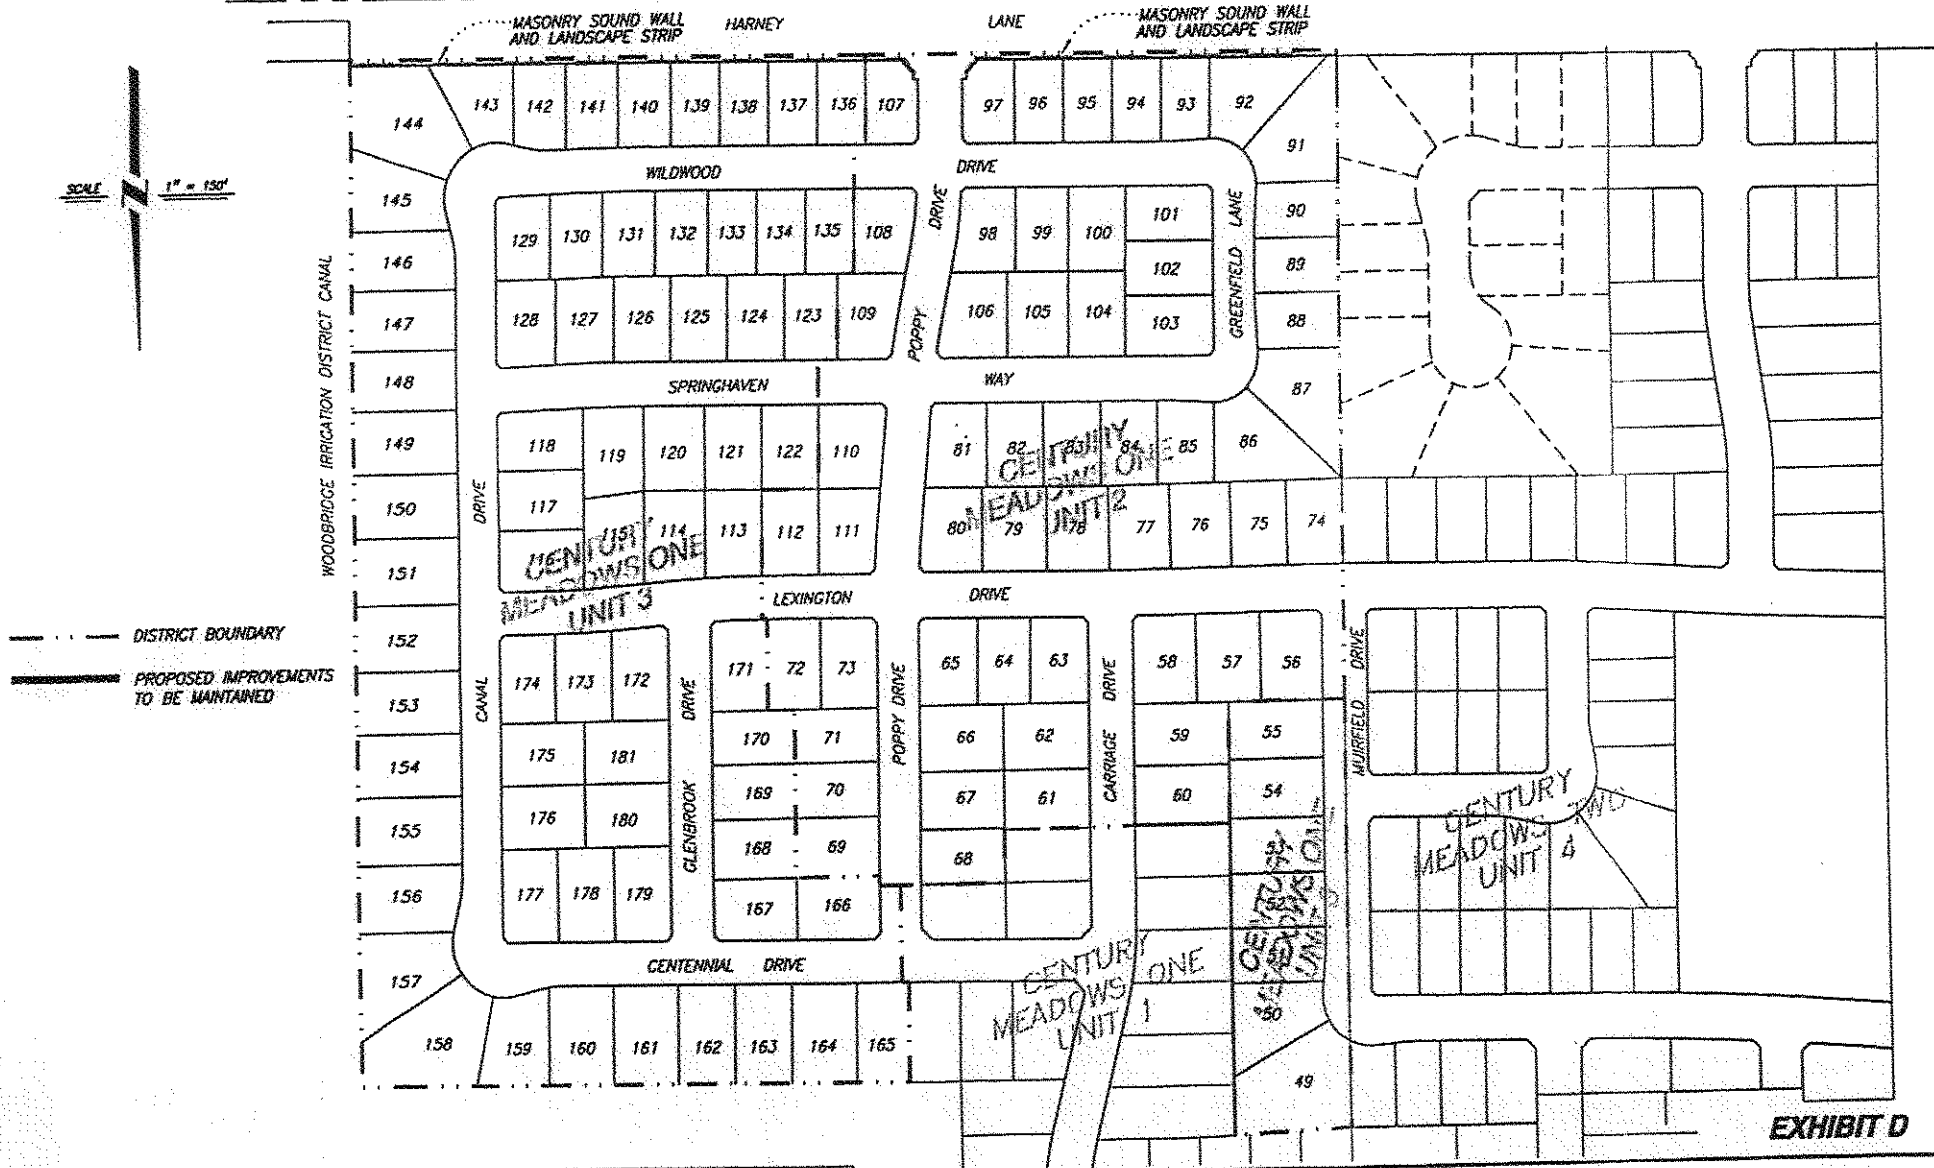 MASONRY SOUND WALL
AND LANDSCAPE STRIP
HARNEY
LANE
MASONRY SOUND WALL
AND LANDSCAPE STRIP
143 142 141 140 139 138 137 136 107
97 96 95 94 93 92
144
91
WILDWOOD
DRIVE
SCALE 1" = 150'
145
129 130 131 132 133 134 135 108
DRIVE
98 99 100 101
GREENFIELD LANE
90
146
102
89
WOODBRIDGE IRRIGATION DISTRICT CANAL
147
128 127 126 125 124 123 109
POPPY
106 105 104 103
88
148
SPRINGHAVEN
WAY
87
149
118 119 120 121 122 110
81 82 83 84 85 86
CENTURY
MEADOWS ONE
UNIT 2
150
DRIVE
117
115 114 113 112 111
80 79 78 77 76 75 74
CENTURY
MEADOWS ONE
UNIT 3
151
LEXINGTON
DRIVE
DISTRICT BOUNDARY
PROPOSED IMPROVEMENTS
TO BE MAINTAINED
152
174 173 172
171 72 73
65 64 63
58 57 56
153
CANAL
DRIVE
POPPY DRIVE
CARRIAGE DRIVE
MUIRFIELD DRIVE
175 181
170 71
66 62
59 55
154
GLENBROOK
169 70
67 61
60 54
CENTURY
MEADOWS TWO
UNIT 4
155
176 180
168 69
68
156
177 178 179
167 166
52
CENTURY
MEADOWS ONE
157
CENTENNIAL DRIVE
CENTURY
MEADOWS ONE
UNIT 1
50
158 159 160 161 162 163 164 165
49
EXHIBIT D